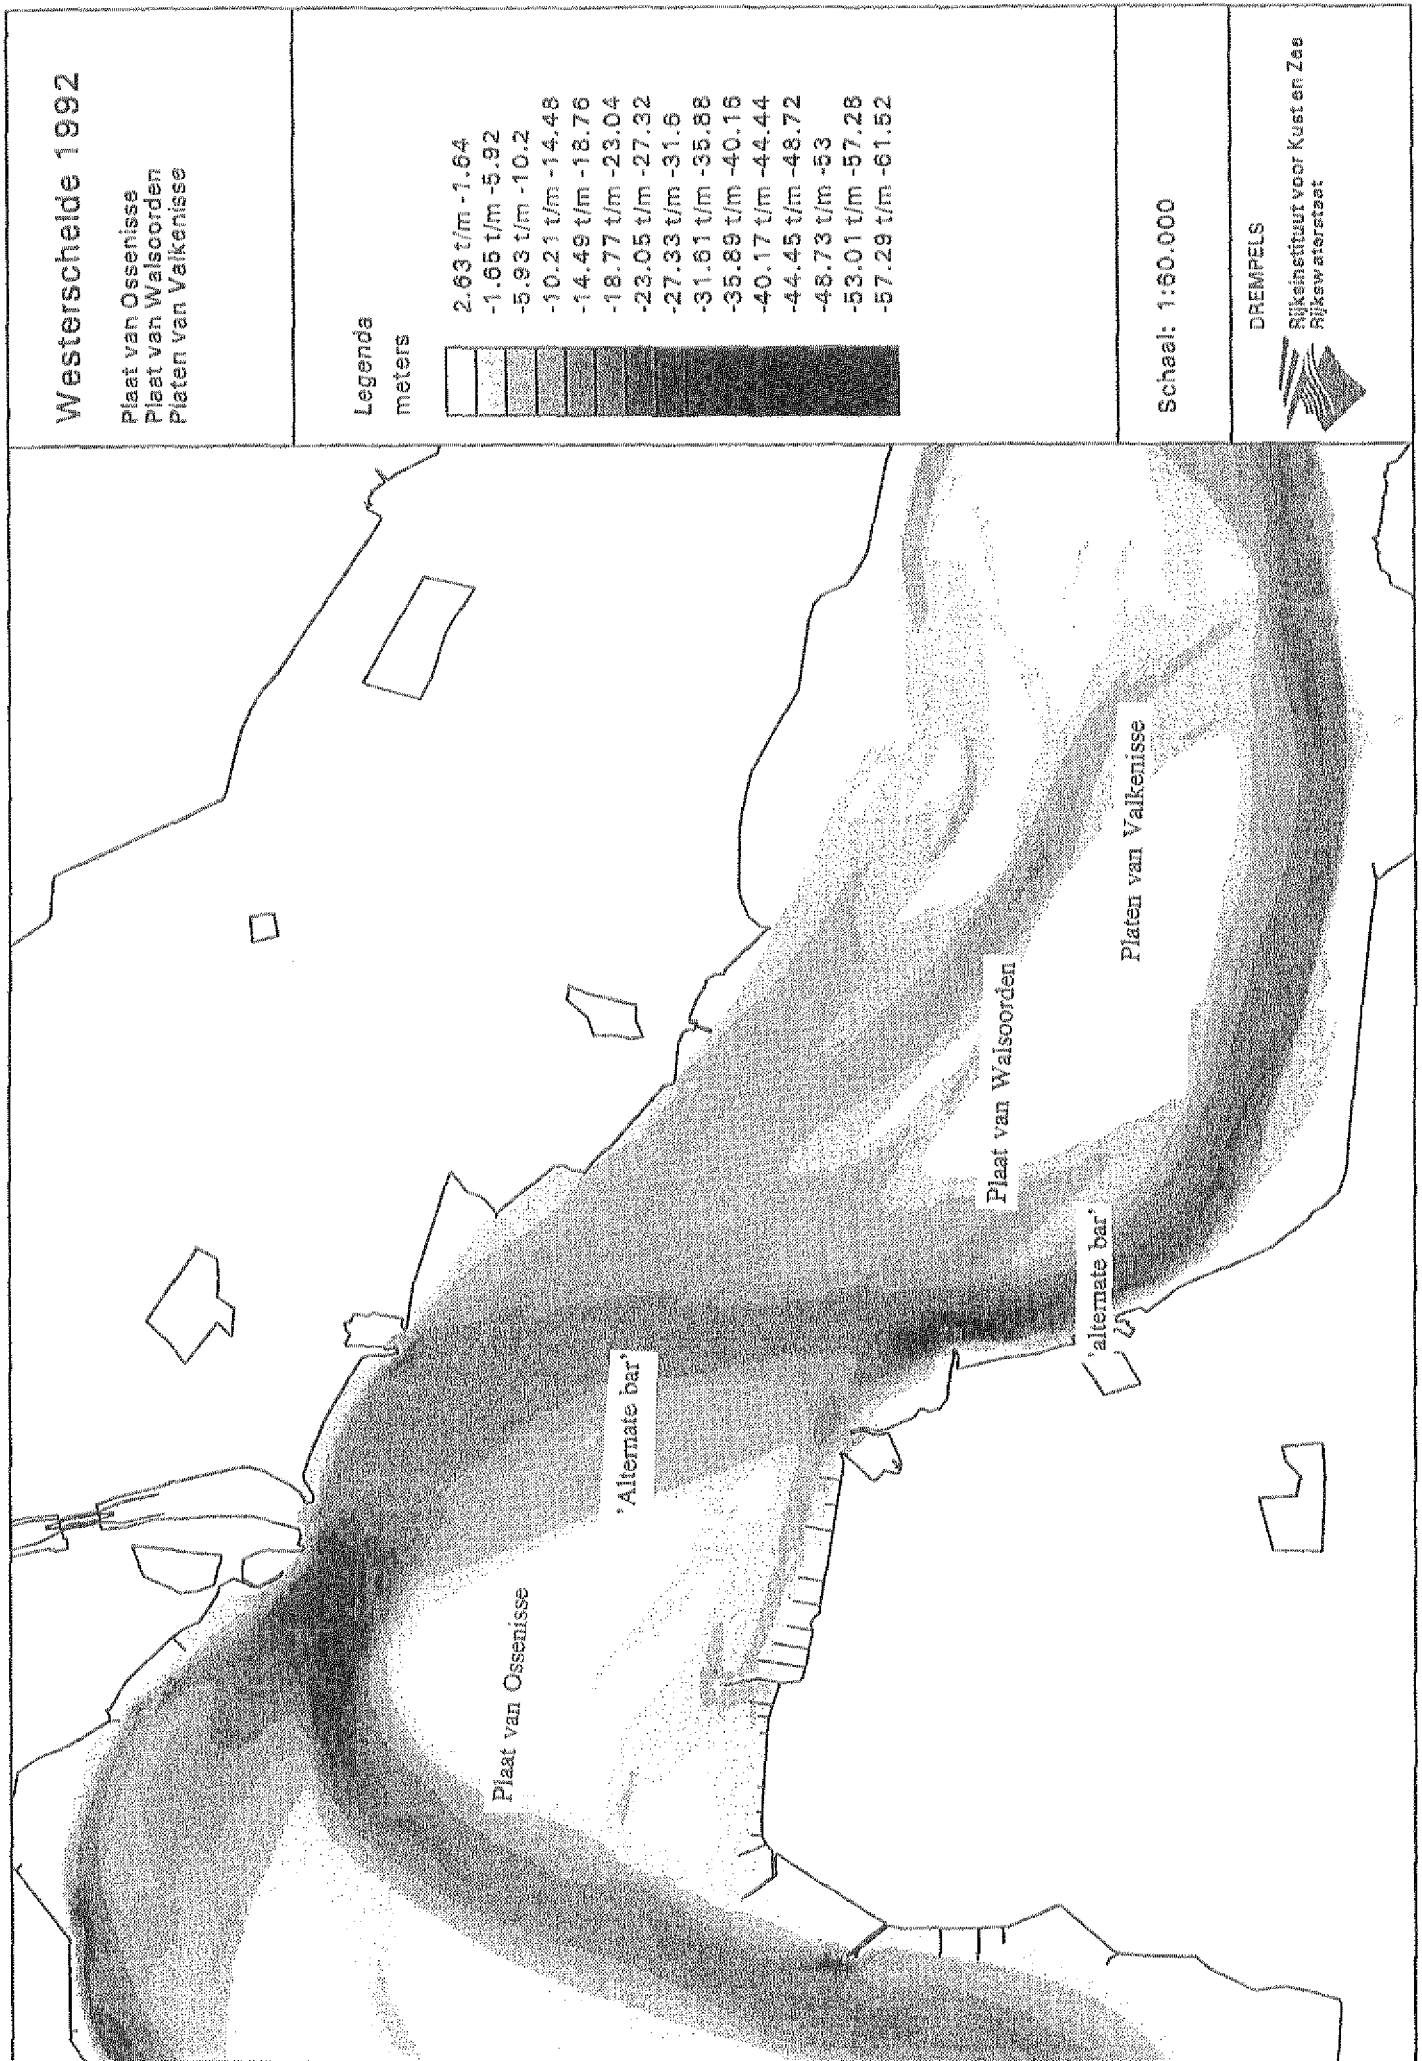 Westerschelde 1992
Plaat van Ossenisse
Plaat van Walsoorden
Platen van Valkenisse
Legenda
meters
2.63 t/m -1.64
-1.65 t/m -5.92
-5.93 t/m -10.2
-10.21 t/m -14.48
-14.49 t/m -18.76
-18.77 t/m -23.04
-23.05 t/m -27.32
-27.33 t/m -31.6
-31.61 t/m -35.88
-35.89 t/m -40.16
-40.17 t/m -44.44
-44.45 t/m -48.72
-48.73 t/m -53
-53.01 t/m -57.28
-57.29 t/m -61.52
Schaal: 1:60.000
DREMPELS
Rijksinstituut voor Kust en Zee
Rijkswaterstaat
Plaat van Ossenisse
'Alternate bar'
Plaat van Walsoorden
'alternate bar'
Platen van Valkenisse